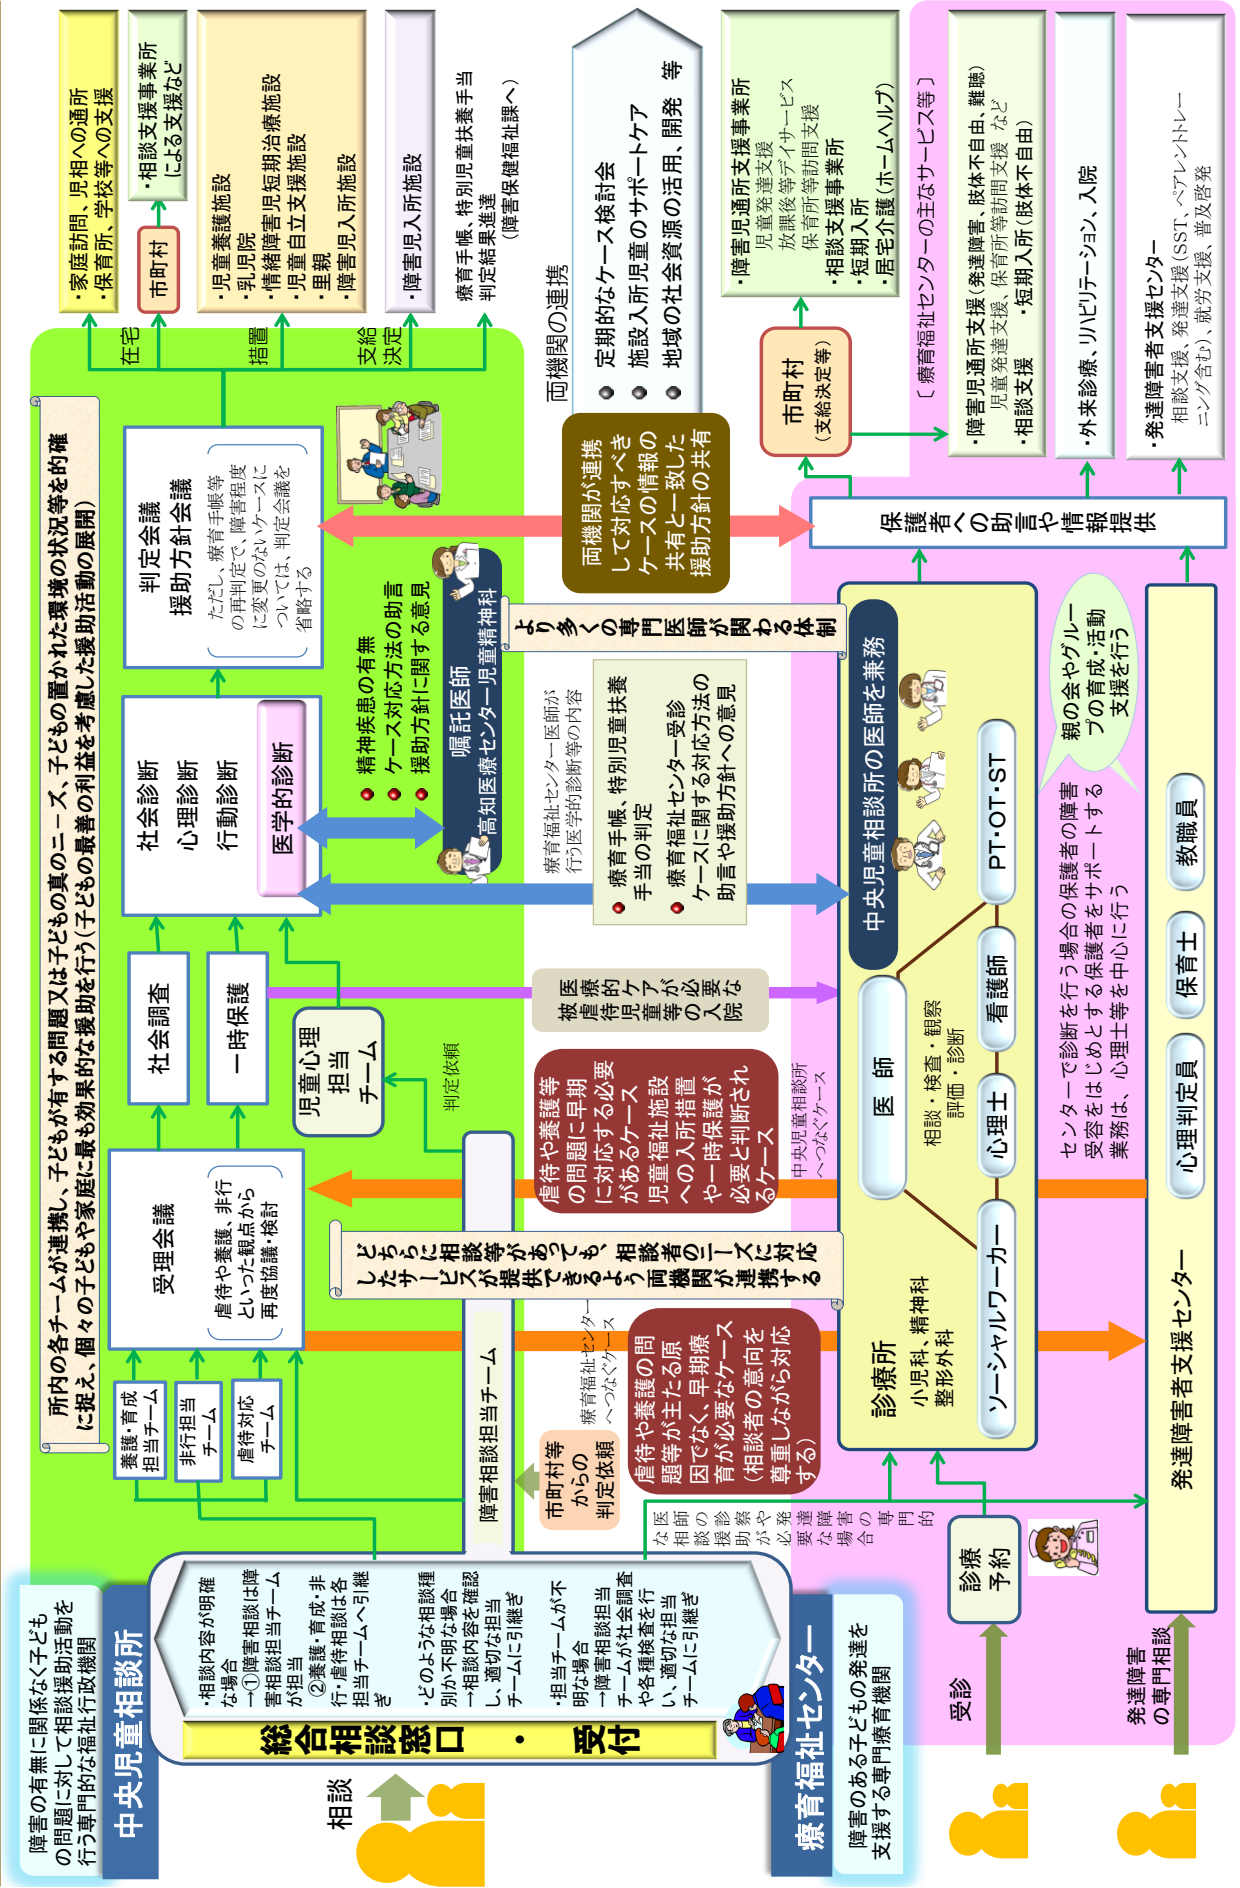 障害の有無に関係なく子ども
の問題に対して相談援助活動を
行う専門的な福祉行政機関
中央児童相談所
所内の各チームが連携し、子どもが有する問題又は子どもの真のニーズ、子どもの置かれた環境の状況等を的確
に捉え、個々の子どもや家庭に最も効果的な援助を行う(子どもの最善の利益を考慮した援助活動の展開)
相談
総合相談窓口 ・ 受付
・相談内容が明確
な場合
→①障害相談は障
害相談担当チーム
が担当
②養護・育成・非
行・虐待相談は各
担当チームへ引継
ぎ
・どのような相談種
別か不明な場合
→相談内容を確認
し、適切な担当
チームに引継ぎ
・担当チームが不
明な場合
→障害相談担当
チームが社会調査
や各種検査を行
い、適切な担当
チームに引継ぎ
養護・育成
担当チーム
非行担当
チーム
虐待対応
チーム
障害相談担当チーム
市町村等
からの
判定依頼
受理会議
虐待や養護、非行
といった観点から
再度協議・検討
社会調査
一時保護
児童心理
担当
チーム
判定依頼
社会診断
心理診断
行動診断
医学的診断
判定会議
援助方針会議
ただし、療育手帳等
の再判定で、障害程度
に変更のないケースに
ついては、判定会議を
省略する
在宅
措置
支給
決定
・家庭訪問、児相への通所
・保育所、学校等への支援
市町村
・相談支援事業所
による支援など
・児童養護施設
・乳児院
・情緒障害児短期治療施設
・児童自立支援施設
・里親
・障害児入所施設
・障害児入所施設
療育手帳、特別児童扶養手当
判定結果進達
(障害保健福祉課へ)
精神疾患の有無
ケース対応方法の助言
援助方針に関する意見
嘱託医師
高知医療センター児童精神科
より多くの専門医師が関わる体制
療育福祉センター医師が
行う医学的診断等の内容
療育手帳、特別児童扶養
手当の判定
療育福祉センター受診
ケースに関する対応方法の
助言や援助方針への意見
医療的ケアが必要な
被虐待児童等の入院
虐待や養護等
の問題に早期
に対応する必要
があるケース
児童福祉施設
への入所措置
や一時保護が
必要と判断され
るケース
中央児童相談所
へつなぐケース
どちらに相談等があっても、相談者のニーズに対応
したサービスが提供できるよう両機関が連携する
療育福祉センター
へつなぐケース
虐待や養護の問
題等が主たる原
因でなく、早期療
育が必要なケース
(相談者の意向を
尊重しながら対応
する)
両機関が連携
して対応すべき
ケースの情報の
共有と一致した
援助方針の共有
両機関の連携
定期的なケース検討会
施設入所児童のサポートケア
地域の社会資源の活用、開発 等
療育福祉センター
障害のある子どもの発達を
支援する専門療育機関
医師の診察や発達障害の専門的
な相談援助が必要な場合
受診
診療
予約
発達障害
の専門相談
診療所
小児科、精神科
整形外科
医 師
相談・検査・観察
評価・診断
中央児童相談所の医師を兼務
ソーシャルワーカー
心理士
看護師
PT・OT・ST
センターで診断を行う場合の保護者の障害
受容をはじめとする保護者をサポートする
業務は、心理士等を中心に行う
親の会やグルー
プの育成・活動
支援を行う
発達障害者支援センター
心理判定員
保育士
教職員
保護者への助言や情報提供
市町村
(支給決定等)
・障害児通所支援事業所
児童発達支援
放課後等デイサービス
保育所等訪問支援
・相談支援事業所
・短期入所
・居宅介護(ホームヘルプ)
〔 療育福祉センターの主なサービス等 〕
・障害児通所支援(発達障害、肢体不自由、難聴)
児童発達支援、保育所等訪問支援 など
・相談支援 ・短期入所(肢体不自由)
・外来診療、リハビリテーション、入院
・発達障害者支援センター
相談支援、発達支援(SST、ペアレントトレー
ニング含む)、就労支援、普及啓発